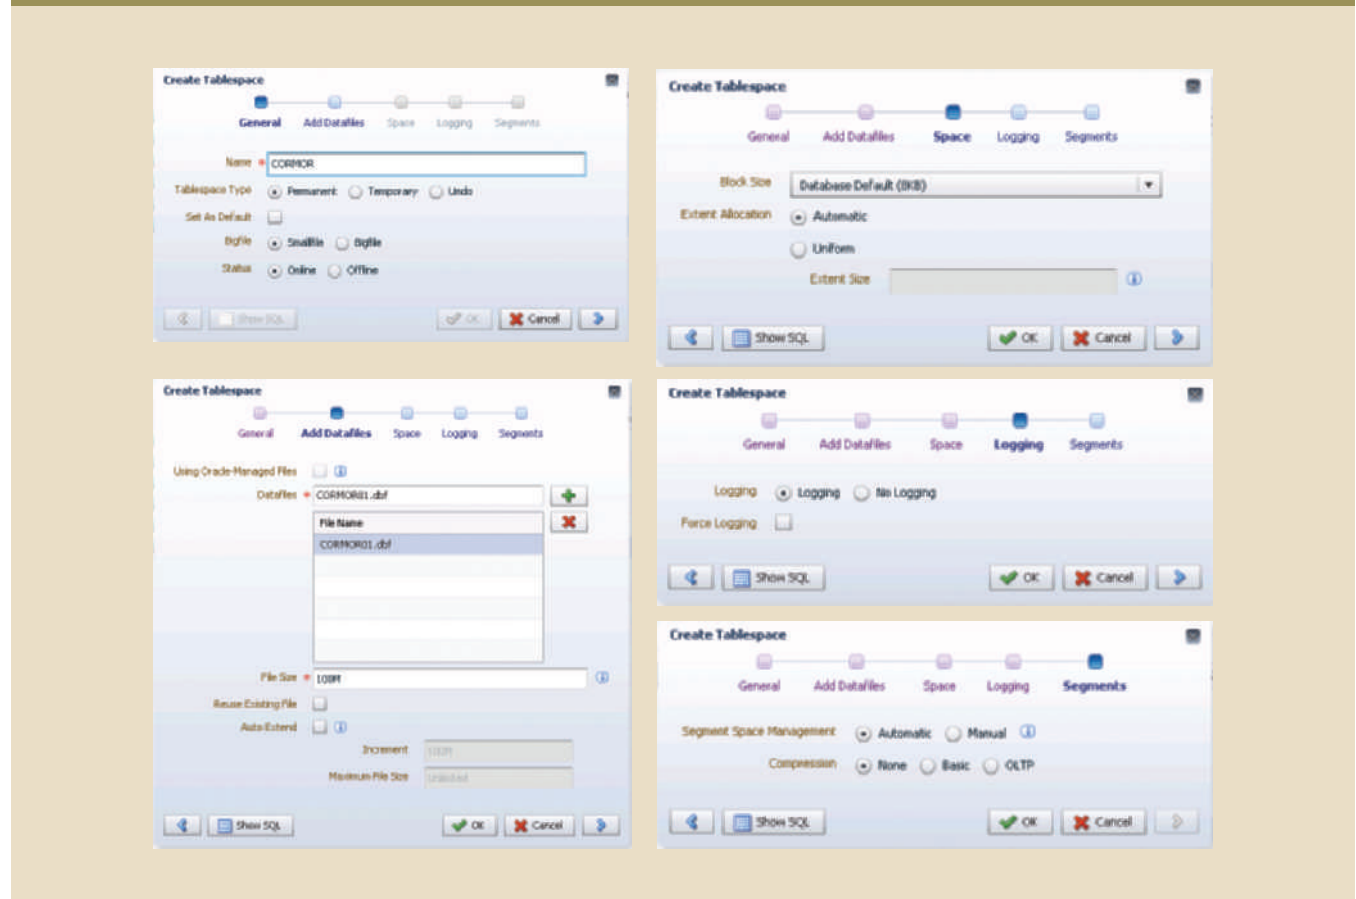 Create Tablespace
General Add Datafiles Space Logging Segments
Name * CORMOR
Tablespace Type Permanent Temporary Undo
Set As Default
Bigfile Smallfile Bigfile
Status Online Offline
Show SQL OK Cancel
Create Tablespace
General Add Datafiles Space Logging Segments
Using Oracle-Managed Files
Datafiles * CORMOR01.dbf
File Name
CORMOR01.dbf
File Size * 100M
Reuse Existing File
Auto Extend
Increment 100M
Maximum File Size Unlimited
Show SQL OK Cancel
Create Tablespace
General Add Datafiles Space Logging Segments
Block Size Database Default (8KB)
Extent Allocation Automatic
Uniform
Extent Size
Show SQL OK Cancel
Create Tablespace
General Add Datafiles Space Logging Segments
Logging Logging No Logging
Force Logging
Show SQL OK Cancel
Create Tablespace
General Add Datafiles Space Logging Segments
Segment Space Management Automatic Manual
Compression None Basic OLTP
Show SQL OK Cancel